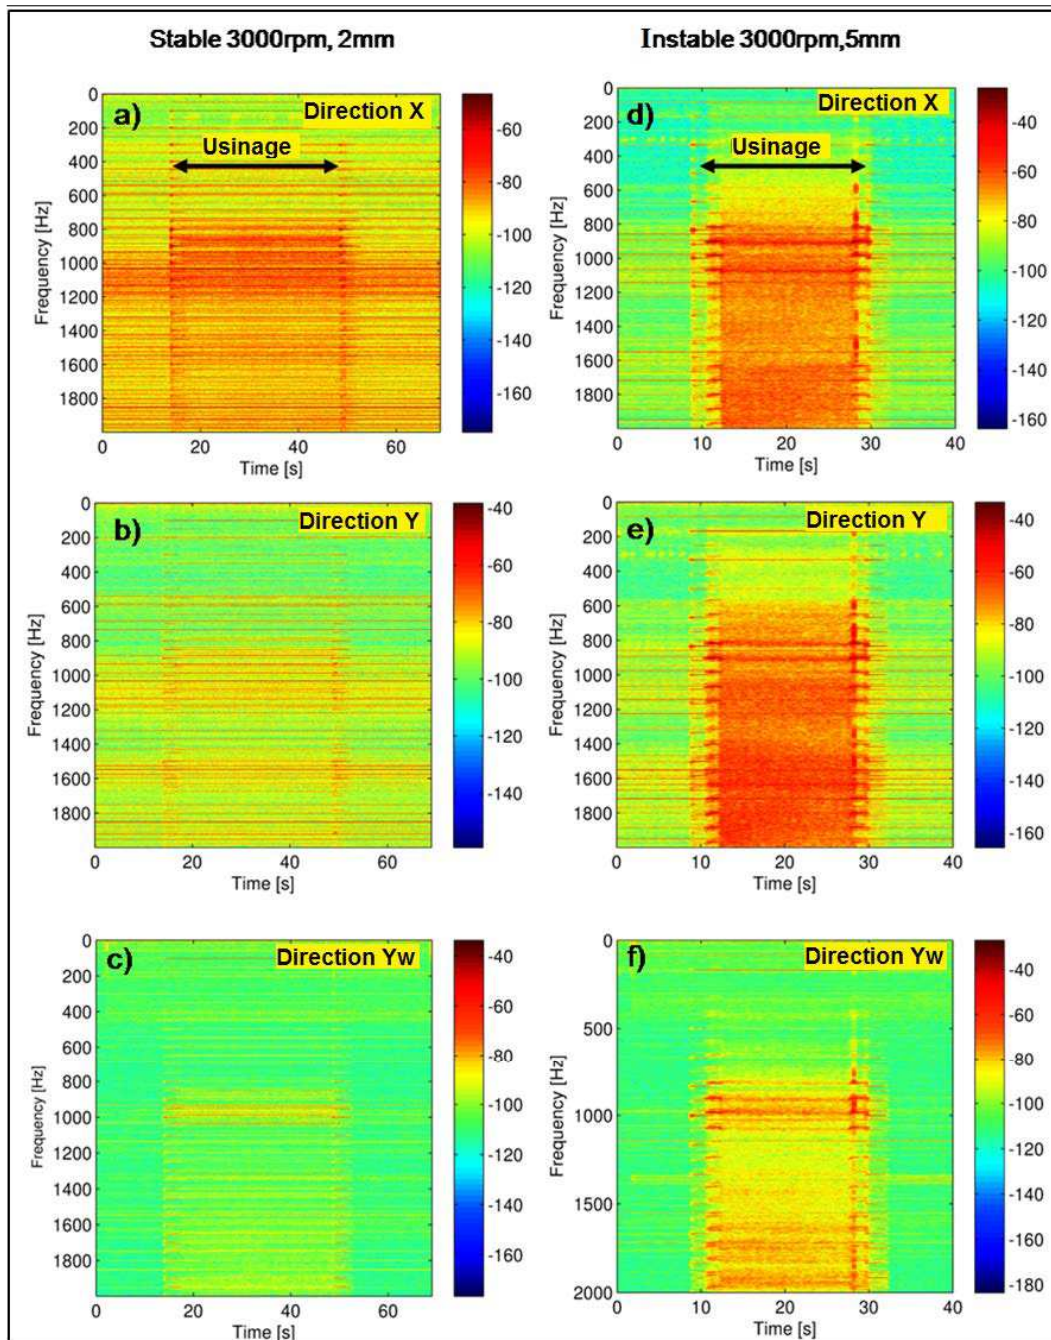 Stable 3000rpm, 2mm
Instable 3000rpm,5mm
a)
Direction X
Usinage
0
200
400
600
800
1000
1200
1400
1600
1800
Frequency [Hz]
0 20 40 60
Time [s]
-60
-80
-100
-120
-140
-160
d)
Direction X
Usinage
0
200
400
600
800
1000
1200
1400
1600
1800
Frequency [Hz]
0 10 20 30 40
Time [s]
-40
-60
-80
-100
-120
-140
-160
b)
Direction Y
0
200
400
600
800
1000
1200
1400
1600
1800
Frequency [Hz]
0 20 40 60
Time [s]
-40
-60
-80
-100
-120
-140
e)
Direction Y
0
200
400
600
800
1000
1200
1400
1600
1800
Frequency [Hz]
0 10 20 30 40
Time [s]
-40
-60
-80
-100
-120
-140
-160
c)
Direction Yw
0
200
400
600
800
1000
1200
1400
1600
1800
Frequency [Hz]
0 20 40 60
Time [s]
-40
-60
-80
-100
-120
-140
-160
f)
Direction Yw
0
500
1000
1500
2000
Frequency [Hz]
0 10 20 30 40
Time [s]
-40
-60
-80
-100
-120
-140
-160
-180